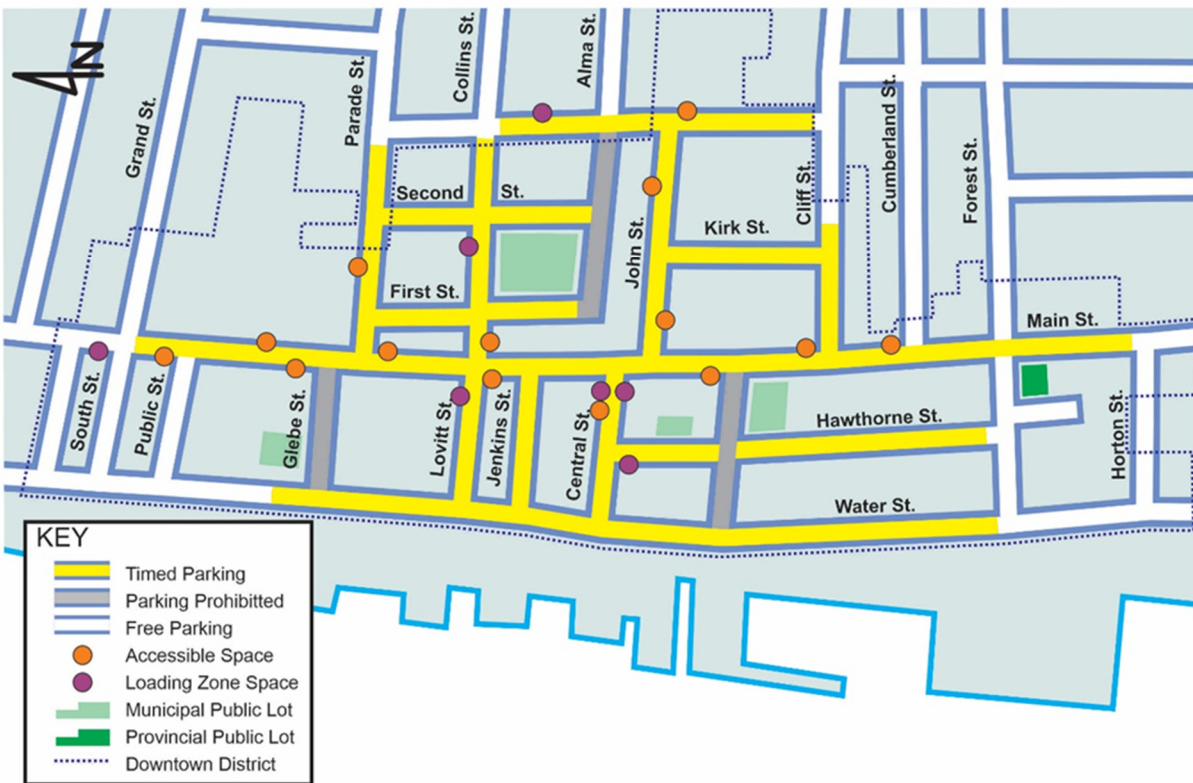 N
Grand St.
Parade St.
Collins St.
Alma St.
Second St.
First St.
John St.
Kirk St.
Cliff St.
Cumberland St.
Forest St.
Main St.
South St.
Public St.
Glebe St.
Lovitt St.
Jenkins St.
Central St.
Hawthorne St.
Horton St.
Water St.
KEY
Timed Parking
Parking Prohibitted
Free Parking
Accessible Space
Loading Zone Space
Municipal Public Lot
Provincial Public Lot
Downtown District